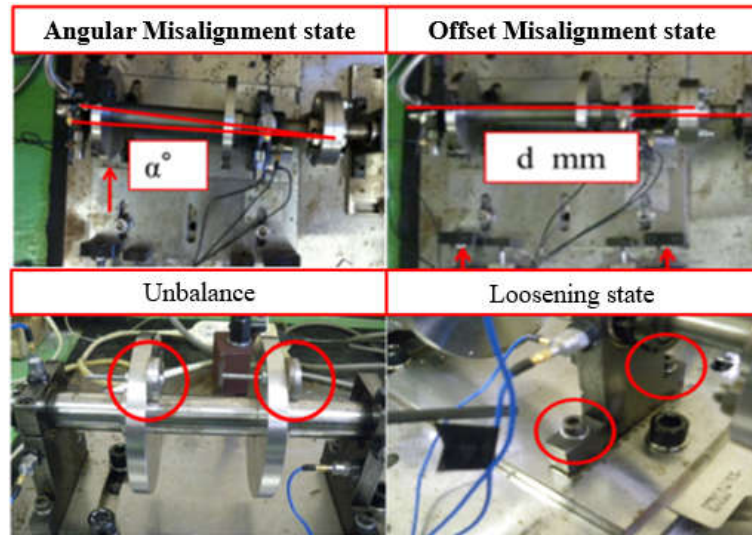 Angular Misalignment state
Offset Misalignment state
α°
d mm
Unbalance
Loosening state